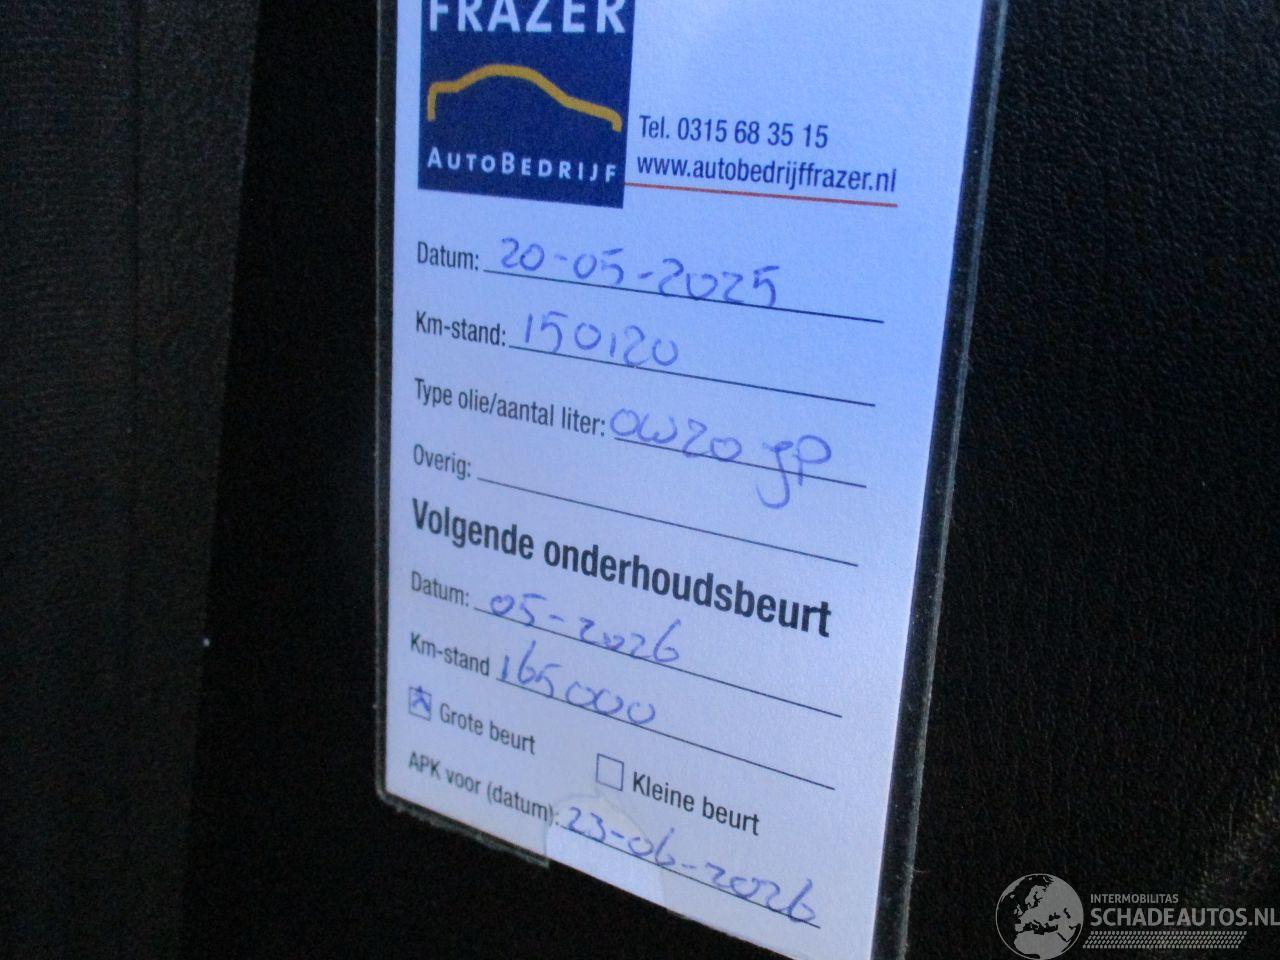 FRAZER
AUTOBEDRIJF
Tel. 0315 68 35 15
www.autobedrijffrazer.nl
Datum: 20-05-2025
Km-stand: 150120
Type olie/aantal liter: 0W20 JP
Overig:
Volgende onderhoudsbeurt
Datum: 05-2026
Km-stand 165000
Grote beurt
Kleine beurt
APK voor (datum): 23-06-2026
INTERMOBILITAS
SCHADEAUTOS.NL